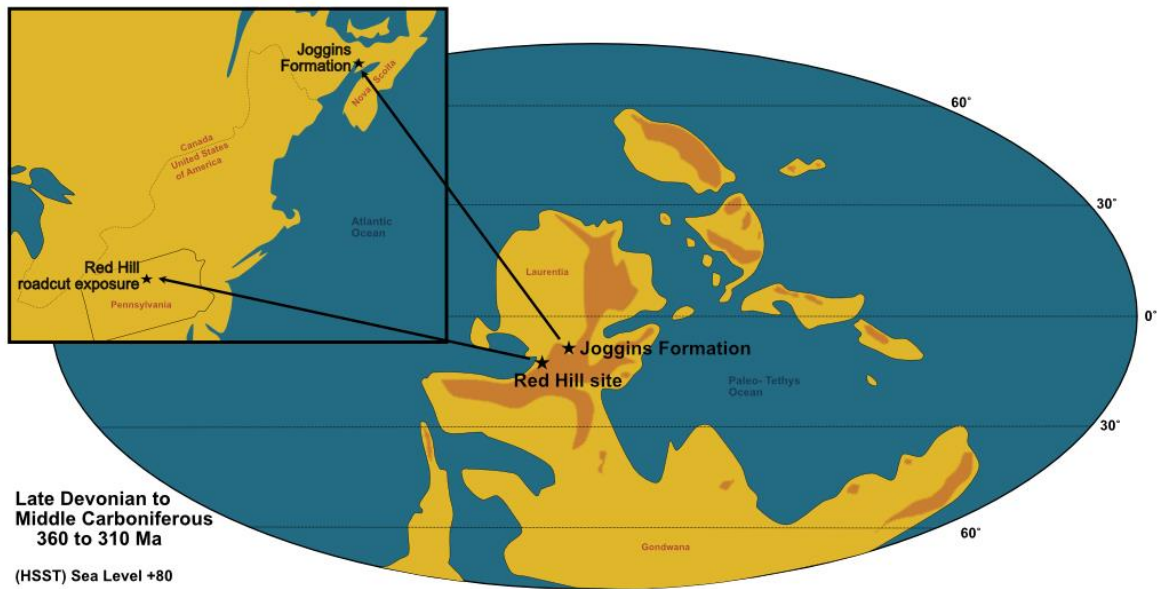 Joggins
Formation
Nova Scoita
Canada
United States
of America
Atlantic
Ocean
Red Hill
roadcut exposure
Pennsylvania
60°
30°
0°
30°
60°
Laurentia
Joggins Formation
Red Hill site
Paleo- Tethys
Ocean
Gondwana
Late Devonian to
Middle Carboniferous
360 to 310 Ma
(HSST) Sea Level +80